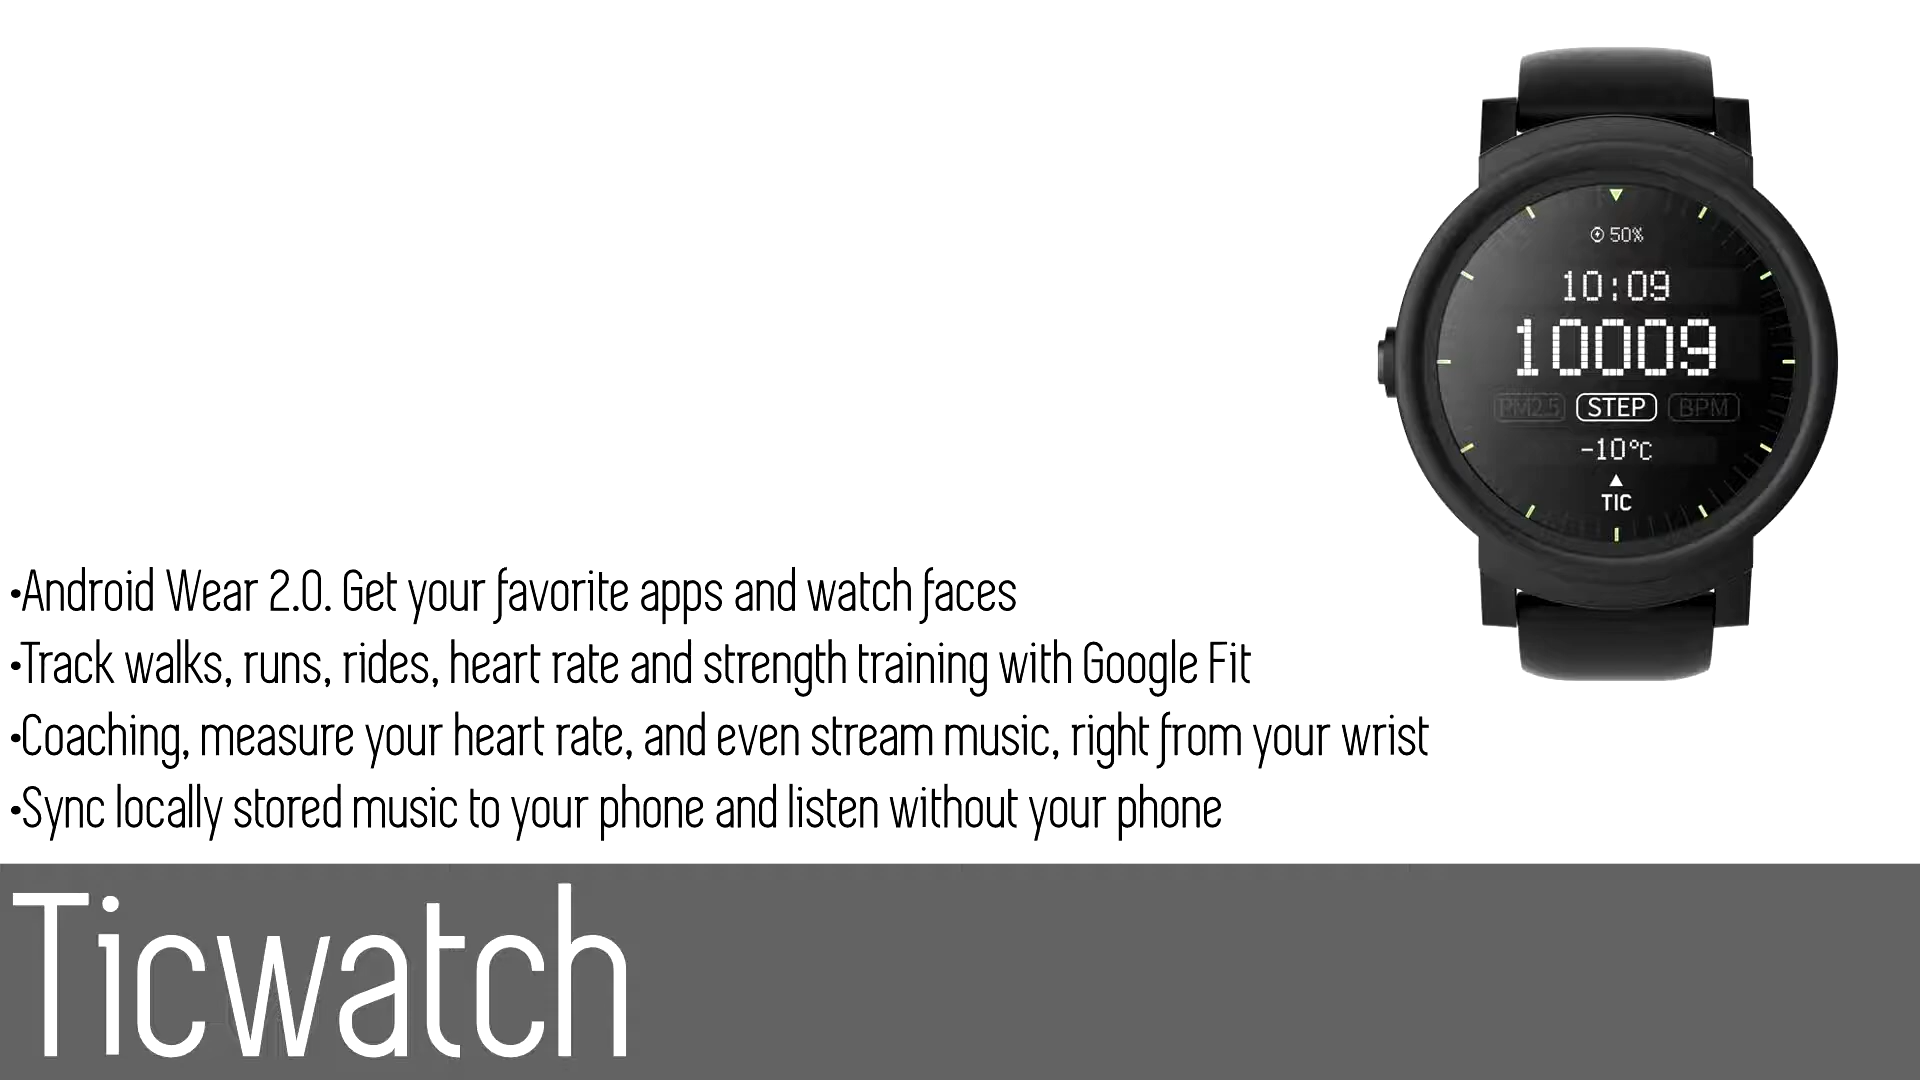 50%
10:09
10009
PM2.5 STEP BPM
-10°C
TIC
•Android Wear 2.0. Get your favorite apps and watch faces
•Track walks, runs, rides, heart rate and strength training with Google Fit
•Coaching, measure your heart rate, and even stream music, right from your wrist
•Sync locally stored music to your phone and listen without your phone
Ticwatch